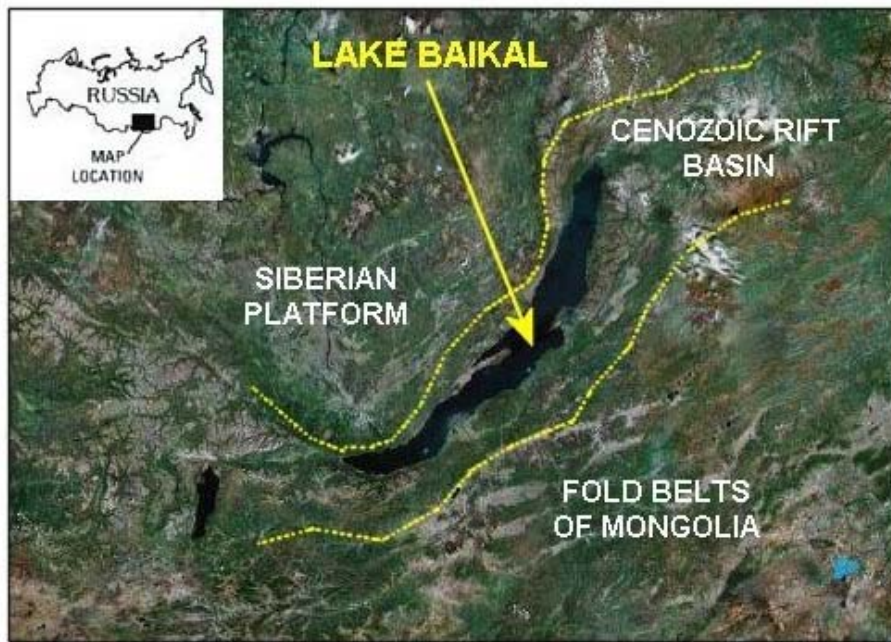 RUSSIA
MAP
LOCATION
LAKE BAIKAL
CENOZOIC RIFT
BASIN
SIBERIAN
PLATFORM
FOLD BELTS
OF MONGOLIA